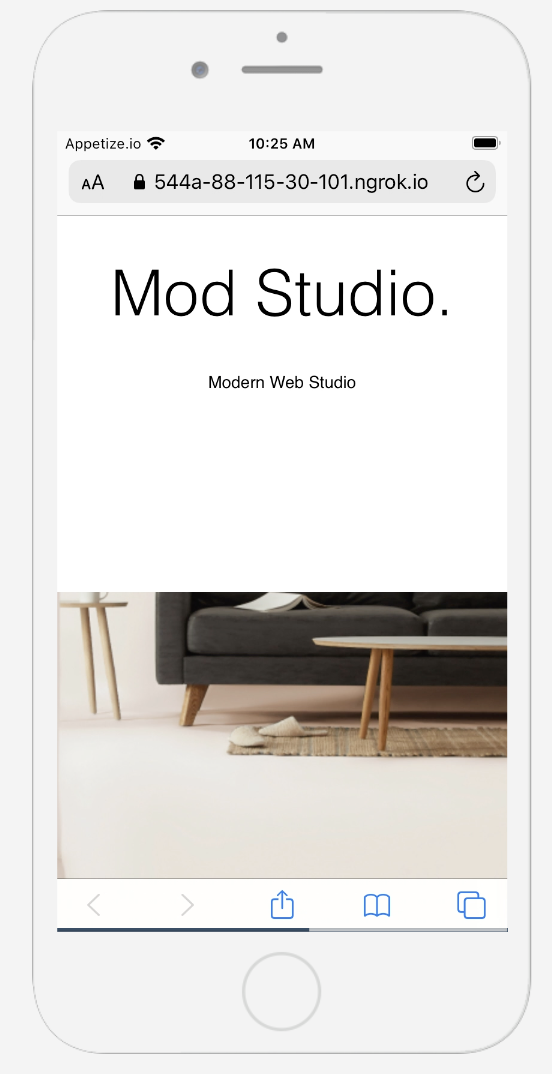 Appetize.io 10:25 AM
AA 544a-88-115-30-101.ngrok.io
Mod Studio.
Modern Web Studio